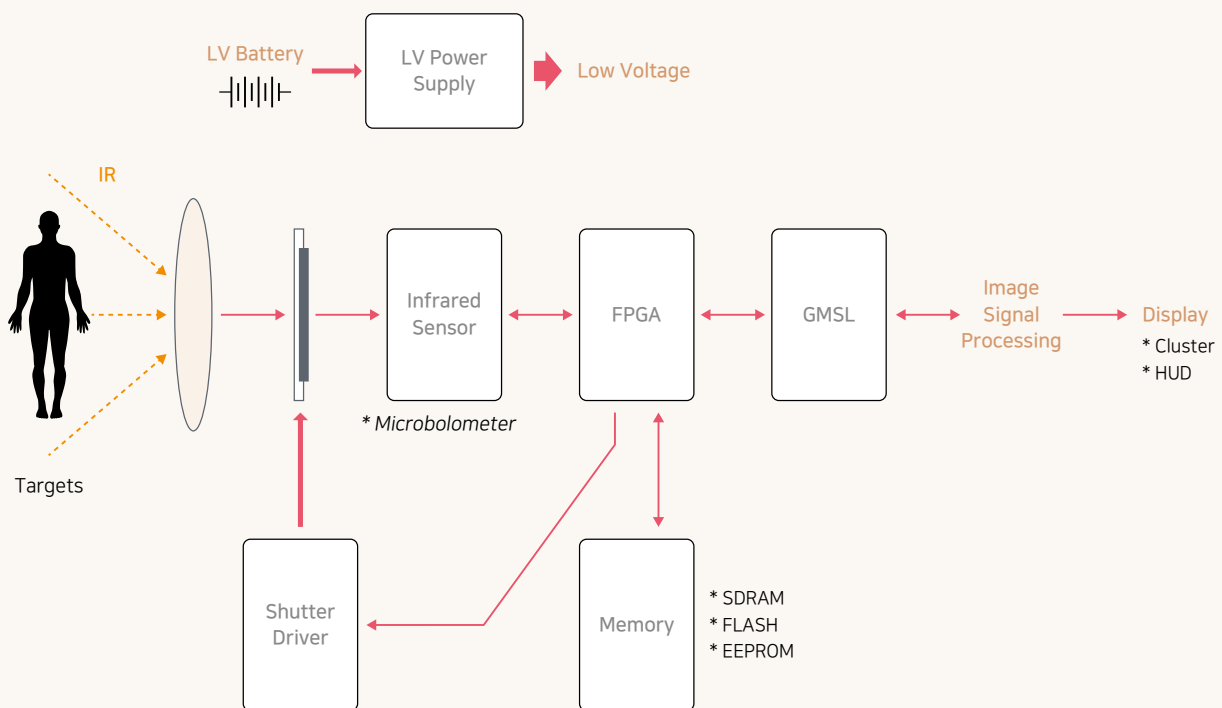 LV Battery
LV Power
Supply
Low Voltage
IR
Infrared
Sensor
FPGA
GMSL
Image
Signal
Processing
Display
* Cluster
* HUD
* Microbolometer
Targets
Shutter
Driver
Memory
* SDRAM
* FLASH
* EEPROM